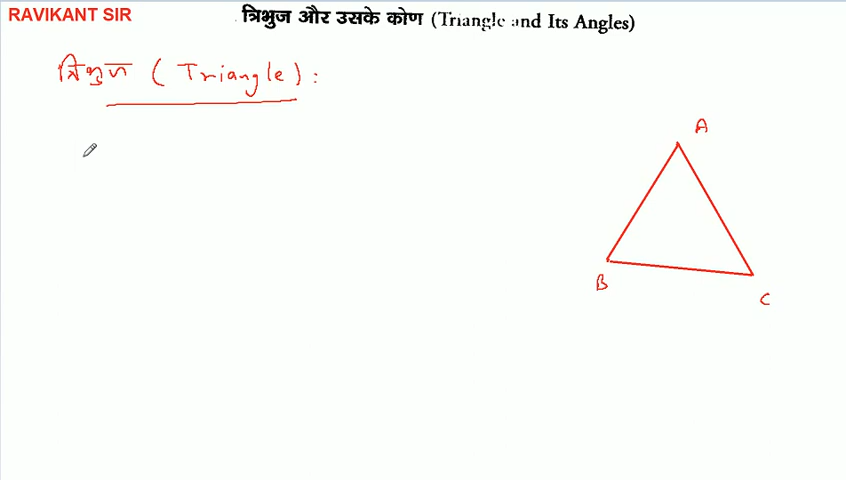 RAVIKANT SIR
त्रिभुज और उसके कोण (Triangle and Its Angles)
त्रिभुज (Triangle) :
A
B
C